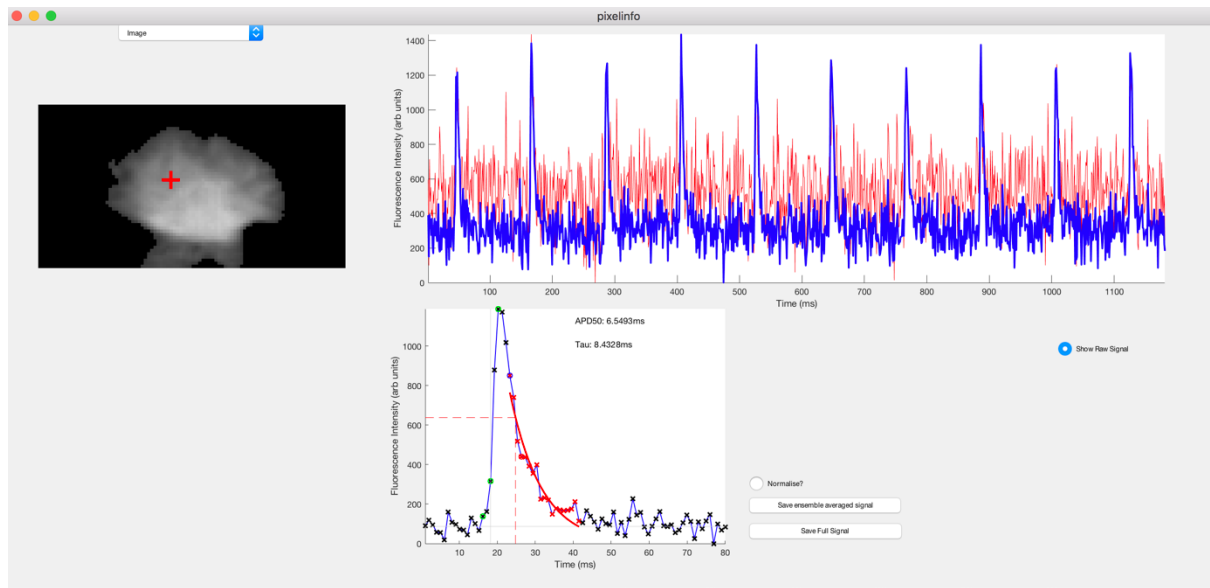 pixelinfo
Image
Fluorescence Intensity (arb units)
1400
1200
1000
800
600
400
200
0
100 200 300 400 500 600 700 800 900 1000 1100
Time (ms)
APD50: 6.5493ms
Tau: 8.4328ms
Fluorescence Intensity (arb units)
1000
800
600
400
200
0
10 20 30 40 50 60 70 80
Time (ms)
Show Raw Signal
Normalise?
Save ensemble averaged signal
Save Full Signal